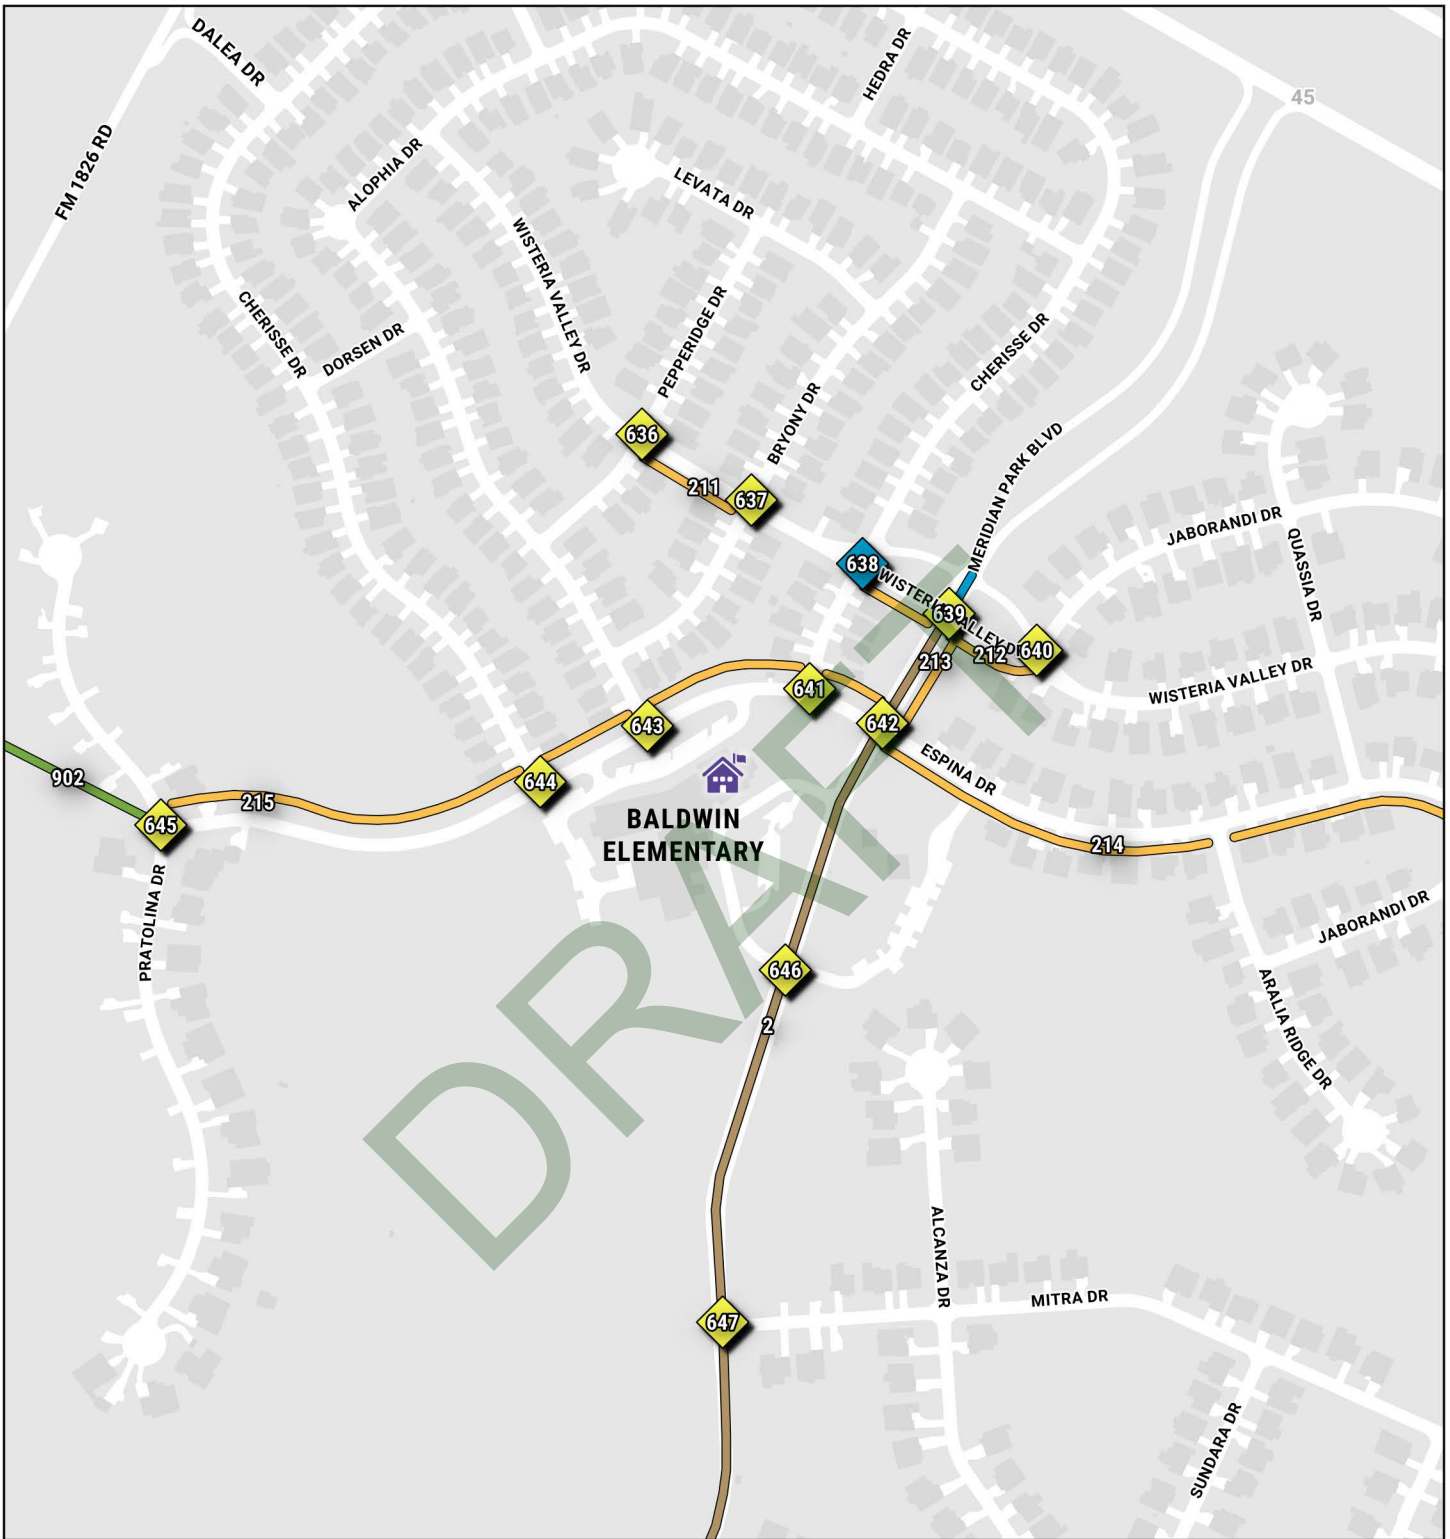 DALEA DR
HEDRA DR
45
FM 1826 RD
ALOPHIA DR
LEVATA DR
WISTERIA VALLEY DR
CHERISSE DR
DORSEN DR
PEPPERIDGE DR
CHERISSE DR
BRYONY DR
636
211
637
MERIDIAN PARK BLVD
JABORANDI DR
QUASSIA DR
638
WISTERIA VALLEY DR
639
213
212
640
WISTERIA VALLEY DR
641
643
642
ESPINA DR
902
644
215
645
BALDWIN
ELEMENTARY
214
PRATOLINA DR
JABORANDI DR
646
ARALIA RIDGE DR
2
DRAFT
ALCANZA DR
MITRA DR
647
SUNDARA DR